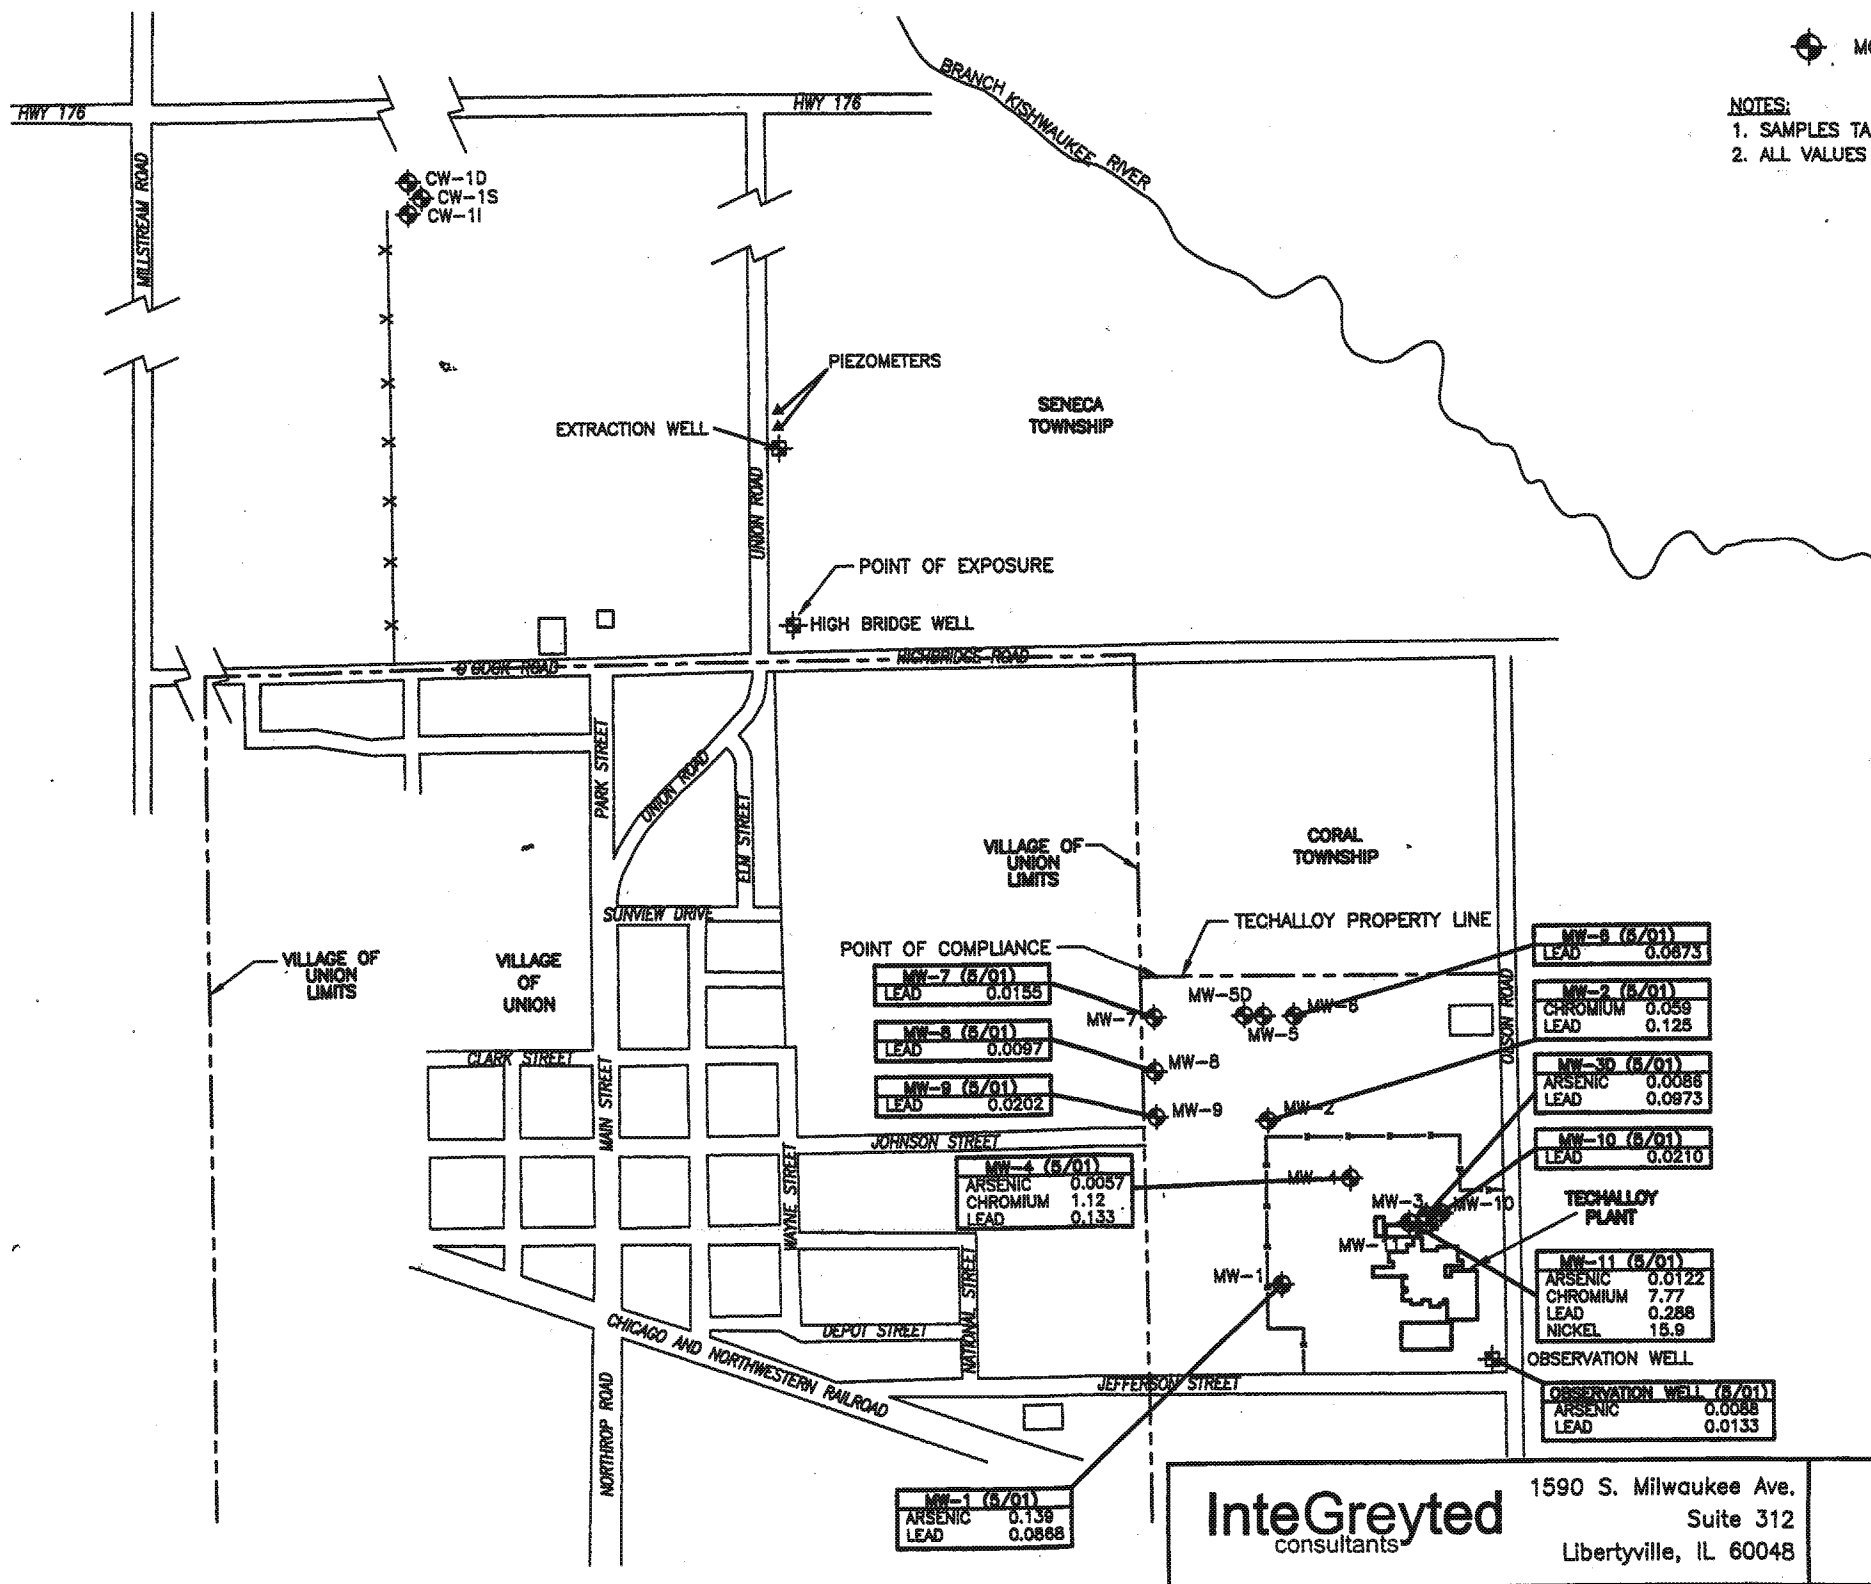 MO
HWY 176
HWY 176
NOTES:
1. SAMPLES TA
2. ALL VALUES
BRANCH KISHWAUKEE RIVER
MILLSTREAM ROAD
CW-1D
CW-1S
CW-1I
PIEZOMETERS
EXTRACTION WELL
SENECA
TOWNSHIP
UNION ROAD
POINT OF EXPOSURE
HIGH BRIDGE WELL
HIGHBRIDGE ROAD
ROAD
PARK STREET
UNION ROAD
ELM STREET
VILLAGE OF
UNION
LIMITS
CORAL
TOWNSHIP
SUNVIEW DRIVE
TECHALLOY PROPERTY LINE
POINT OF COMPLIANCE
VILLAGE OF
UNION
LIMITS
VILLAGE
OF
UNION
MW-7 (5/01)
LEAD 0.0155
MW-8 (5/01)
LEAD 0.0097
MW-9 (5/01)
LEAD 0.0202
MW-7
MW-5D
MW-5
MW-6
MW-8
MW-9
MW-2
OLSON ROAD
MW-6 (5/01)
LEAD 0.0673
MW-2 (5/01)
CHROMIUM 0.059
LEAD 0.125
MW-3D (5/01)
ARSENIC 0.0086
LEAD 0.0973
MW-10 (5/01)
LEAD 0.0210
CLARK STREET
MAIN STREET
JOHNSON STREET
WAYNE STREET
MW-4 (5/01)
ARSENIC 0.0057
CHROMIUM 1.12
LEAD 0.133
MW-4
MW-3
MW-10
TECHALLOY
PLANT
MW-11
MW-1
MW-11 (5/01)
ARSENIC 0.0122
CHROMIUM 7.77
LEAD 0.288
NICKEL 15.9
NATIONAL STREET
DEPOT STREET
CHICAGO AND NORTHWESTERN RAILROAD
NORTHROP ROAD
JEFFERSON STREET
OBSERVATION WELL
OBSERVATION WELL (5/01)
ARSENIC 0.0088
LEAD 0.0133
MW-1 (5/01)
ARSENIC 0.139
LEAD 0.0868
InteGreyted
consultants
1590 S. Milwaukee Ave.
Suite 312
Libertyville, IL 60048